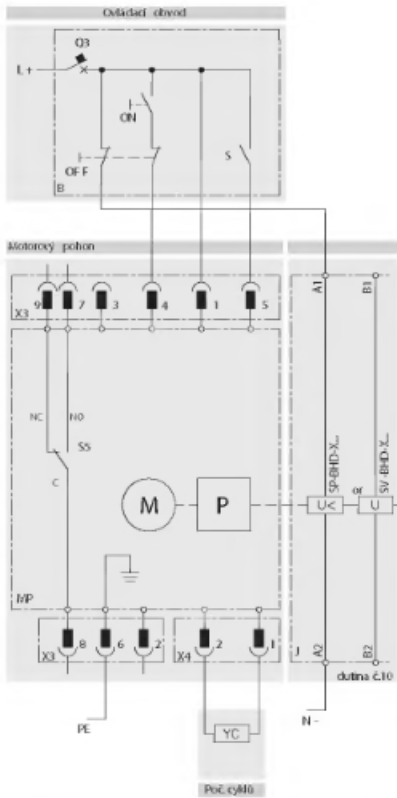 Ovládací obvod
Q3
L+
ON
OFF
S
B
Motorový pohon
X3
9
7
3
4
1
5
A1
B1
NC
NO
S5
C
M
P
SP-BHD-X...
or
SV-BHD-X...
U<
U
MP
X3
8
6
2
X4
2
1
J
A2
B2
dutina č.10
PE
N-
YC
Poč. cyklů